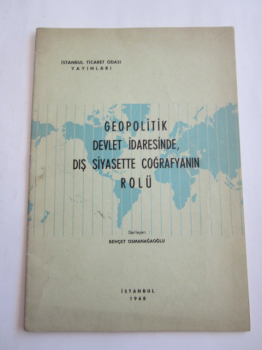 İSTANBUL TİCARET ODASI
YAYINLARI
GEOPOLİTİK
DEVLET İDARESİNDE,
DIŞ SİYASETTE COĞRAFYANIN
ROLÜ
Derleyen
BEHÇET OSMANAĞAOĞLU
İSTANBUL
1968